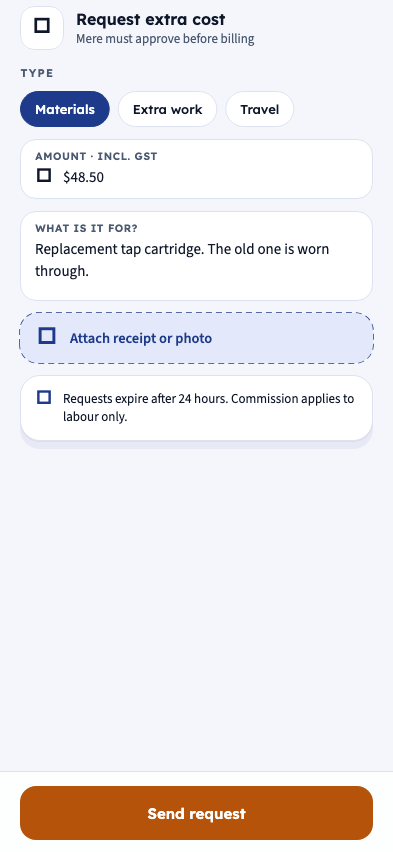 Request extra cost
Mere must approve before billing
TYPE
Materials
Extra work
Travel
AMOUNT · INCL. GST
$48.50
WHAT IS IT FOR?
Replacement tap cartridge. The old one is worn
through.
Attach receipt or photo
Requests expire after 24 hours. Commission applies to
labour only.
Send request